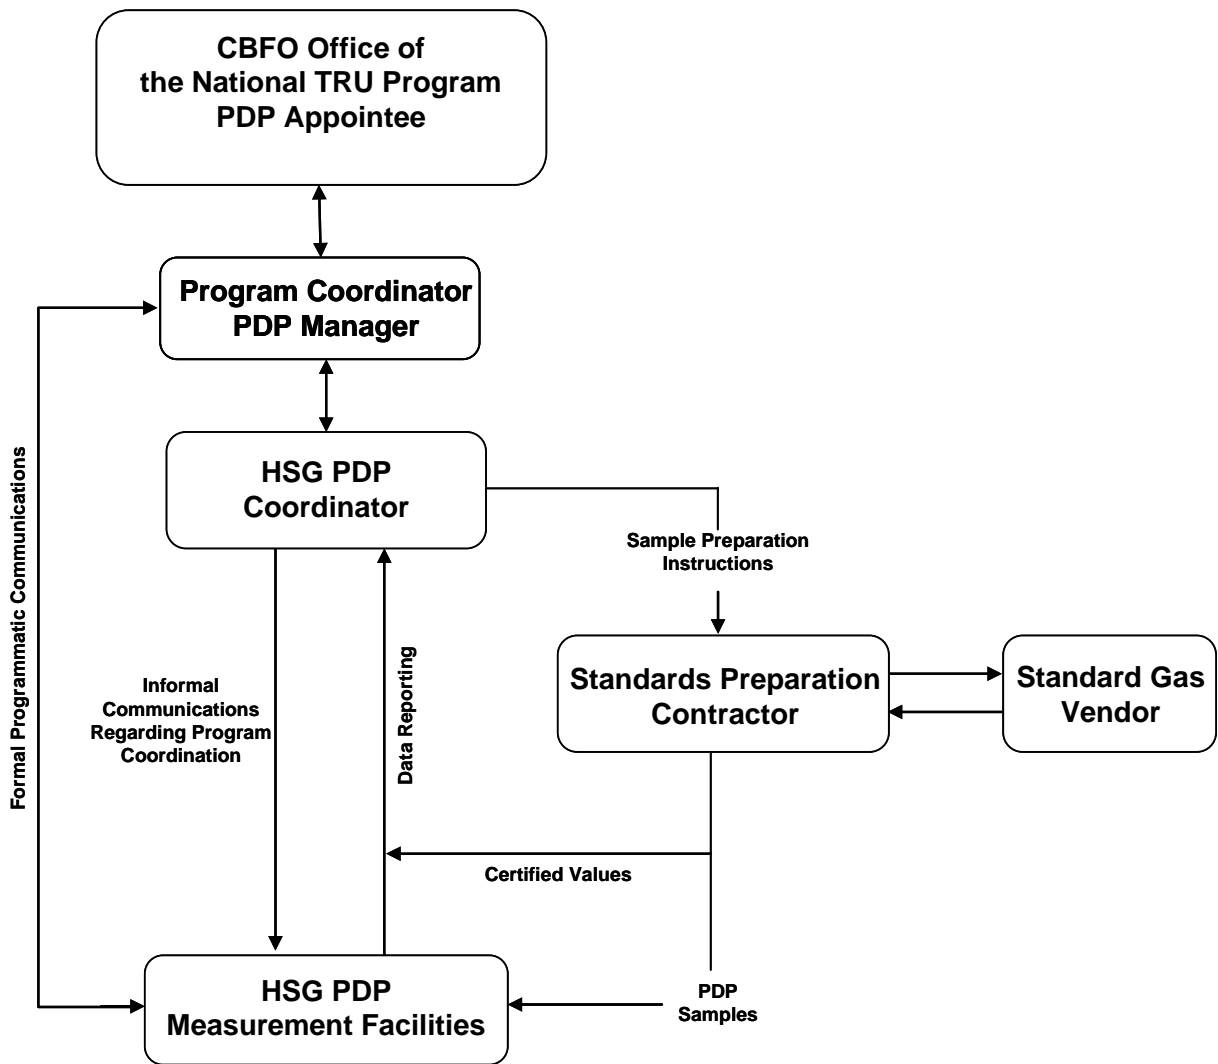 CBFO Office of
the National TRU Program
PDP Appointee
Program Coordinator
PDP Manager
HSG PDP
Coordinator
Sample Preparation
Instructions
Formal Programmatic Communications
Informal
Communications
Regarding Program
Coordination
Data Reporting
Standards Preparation
Contractor
Standard Gas
Vendor
Certified Values
HSG PDP
Measurement Facilities
PDP
Samples